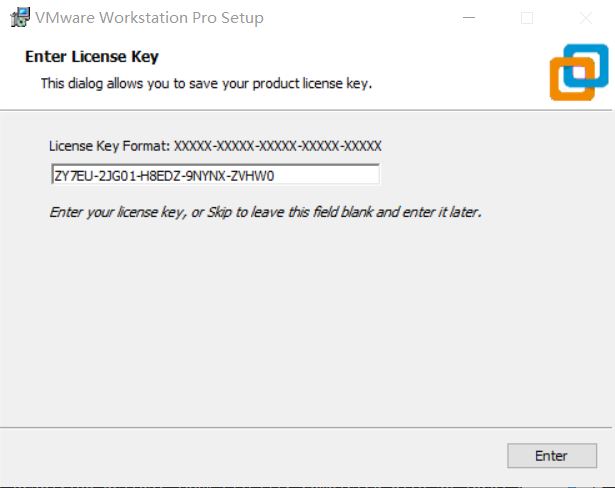 VMware Workstation Pro Setup
Enter License Key
This dialog allows you to save your product license key.
License Key Format: XXXXX-XXXXX-XXXXX-XXXXX-XXXXX
ZY7EU-2JG01-H8EDZ-9NYNX-ZVHW0
Enter your license key, or Skip to leave this field blank and enter it later.
Enter